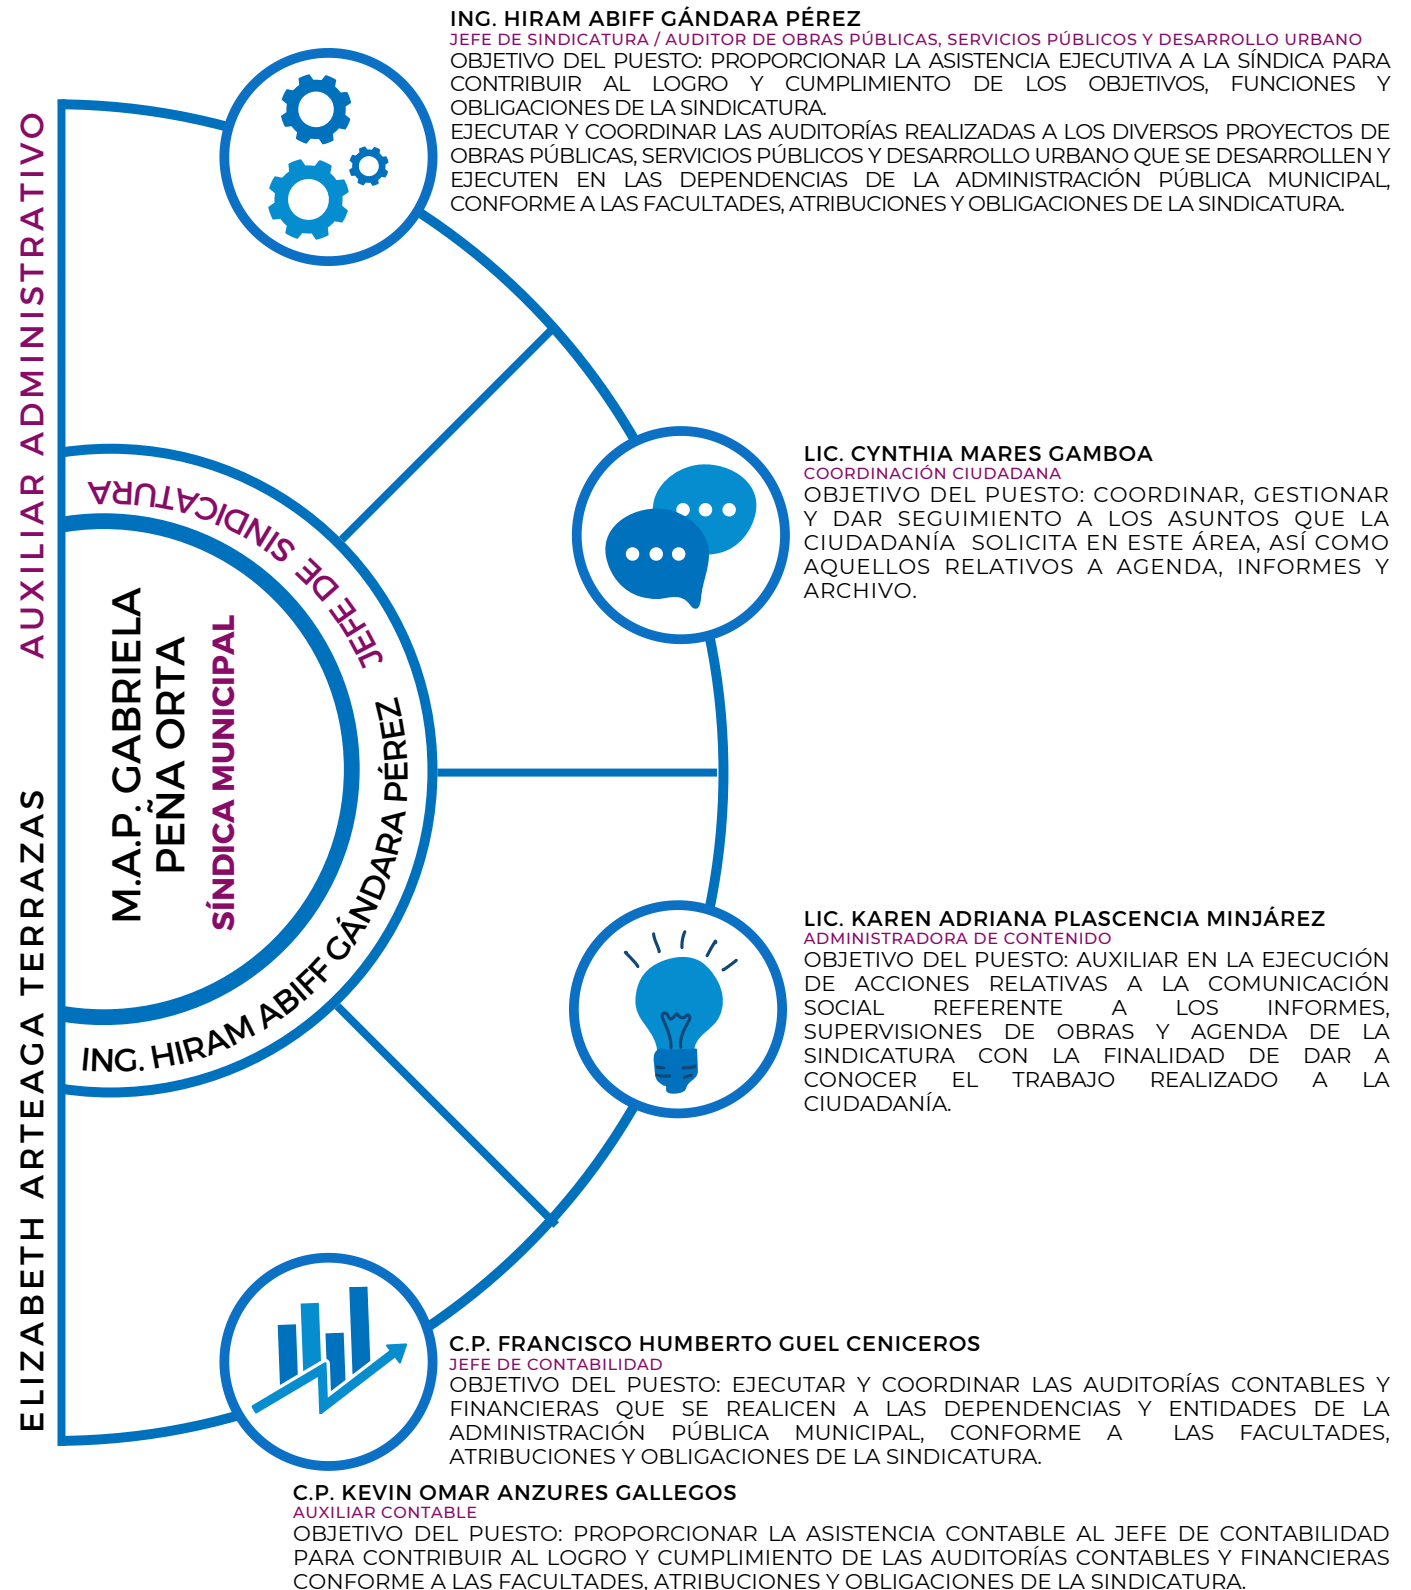 ING. HIRAM ABIFF GÁNDARA PÉREZ
JEFE DE SINDICATURA / AUDITOR DE OBRAS PÚBLICAS, SERVICIOS PÚBLICOS Y DESARROLLO URBANO
OBJETIVO DEL PUESTO: PROPORCIONAR LA ASISTENCIA EJECUTIVA A LA SÍNDICA PARA
CONTRIBUIR AL LOGRO Y CUMPLIMIENTO DE LOS OBJETIVOS, FUNCIONES Y
OBLIGACIONES DE LA SINDICATURA.
EJECUTAR Y COORDINAR LAS AUDITORÍAS REALIZADAS A LOS DIVERSOS PROYECTOS DE
OBRAS PÚBLICAS, SERVICIOS PÚBLICOS Y DESARROLLO URBANO QUE SE DESARROLLEN Y
EJECUTEN EN LAS DEPENDENCIAS DE LA ADMINISTRACIÓN PÚBLICA MUNICIPAL,
CONFORME A LAS FACULTADES, ATRIBUCIONES Y OBLIGACIONES DE LA SINDICATURA.
ELIZABETH ARTEAGA TERRAZAS AUXILIAR ADMINISTRATIVO
M.A.P. GABRIELA
PEÑA ORTA
SÍNDICA MUNICIPAL
ING. HIRAM ABIFF GÁNDARA PÉREZ JEFE DE SINDICATURA
LIC. CYNTHIA MARES GAMBOA
COORDINACIÓN CIUDADANA
OBJETIVO DEL PUESTO: COORDINAR, GESTIONAR
Y DAR SEGUIMIENTO A LOS ASUNTOS QUE LA
CIUDADANÍA SOLICITA EN ESTE ÁREA, ASÍ COMO
AQUELLOS RELATIVOS A AGENDA, INFORMES Y
ARCHIVO.
LIC. KAREN ADRIANA PLASCENCIA MINJÁREZ
ADMINISTRADORA DE CONTENIDO
OBJETIVO DEL PUESTO: AUXILIAR EN LA EJECUCIÓN
DE ACCIONES RELATIVAS A LA COMUNICACIÓN
SOCIAL REFERENTE A LOS INFORMES,
SUPERVISIONES DE OBRAS Y AGENDA DE LA
SINDICATURA CON LA FINALIDAD DE DAR A
CONOCER EL TRABAJO REALIZADO A LA
CIUDADANÍA.
C.P. FRANCISCO HUMBERTO GUEL CENICEROS
JEFE DE CONTABILIDAD
OBJETIVO DEL PUESTO: EJECUTAR Y COORDINAR LAS AUDITORÍAS CONTABLES Y
FINANCIERAS QUE SE REALICEN A LAS DEPENDENCIAS Y ENTIDADES DE LA
ADMINISTRACIÓN PÚBLICA MUNICIPAL, CONFORME A LAS FACULTADES,
ATRIBUCIONES Y OBLIGACIONES DE LA SINDICATURA.
C.P. KEVIN OMAR ANZURES GALLEGOS
AUXILIAR CONTABLE
OBJETIVO DEL PUESTO: PROPORCIONAR LA ASISTENCIA CONTABLE AL JEFE DE CONTABILIDAD
PARA CONTRIBUIR AL LOGRO Y CUMPLIMIENTO DE LAS AUDITORÍAS CONTABLES Y FINANCIERAS
CONFORME A LAS FACULTADES, ATRIBUCIONES Y OBLIGACIONES DE LA SINDICATURA.